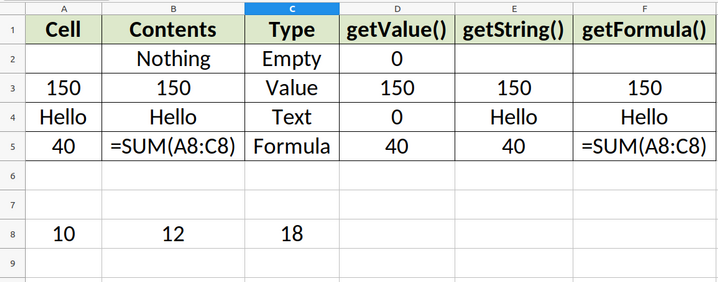 A B C D E F
1 Cell Contents Type getValue() getString() getFormula()
2 Nothing Empty 0
3 150 150 Value 150 150 150
4 Hello Hello Text 0 Hello Hello
5 40 =SUM(A8:C8) Formula 40 40 =SUM(A8:C8)
6
7
8 10 12 18
9